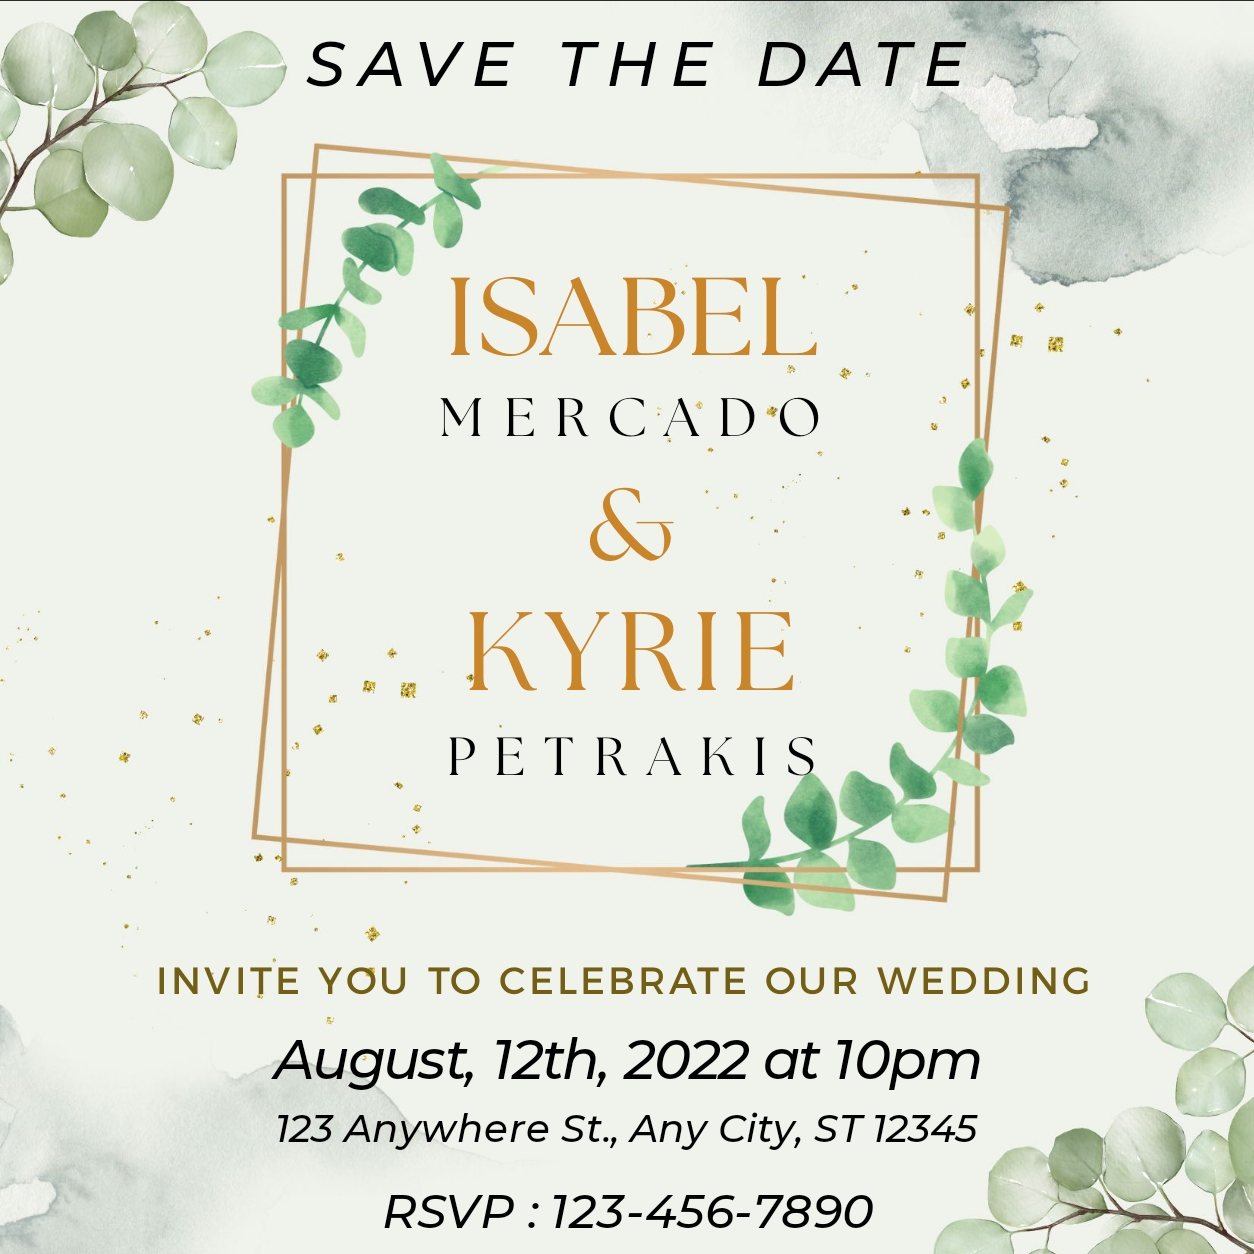 SAVE THE DATE
ISABEL
MERCADO
&
KYRIE
PETRAKIS
INVITE YOU TO CELEBRATE OUR WEDDING
August, 12th, 2022 at 10pm
123 Anywhere St., Any City, ST 12345
RSVP : 123-456-7890